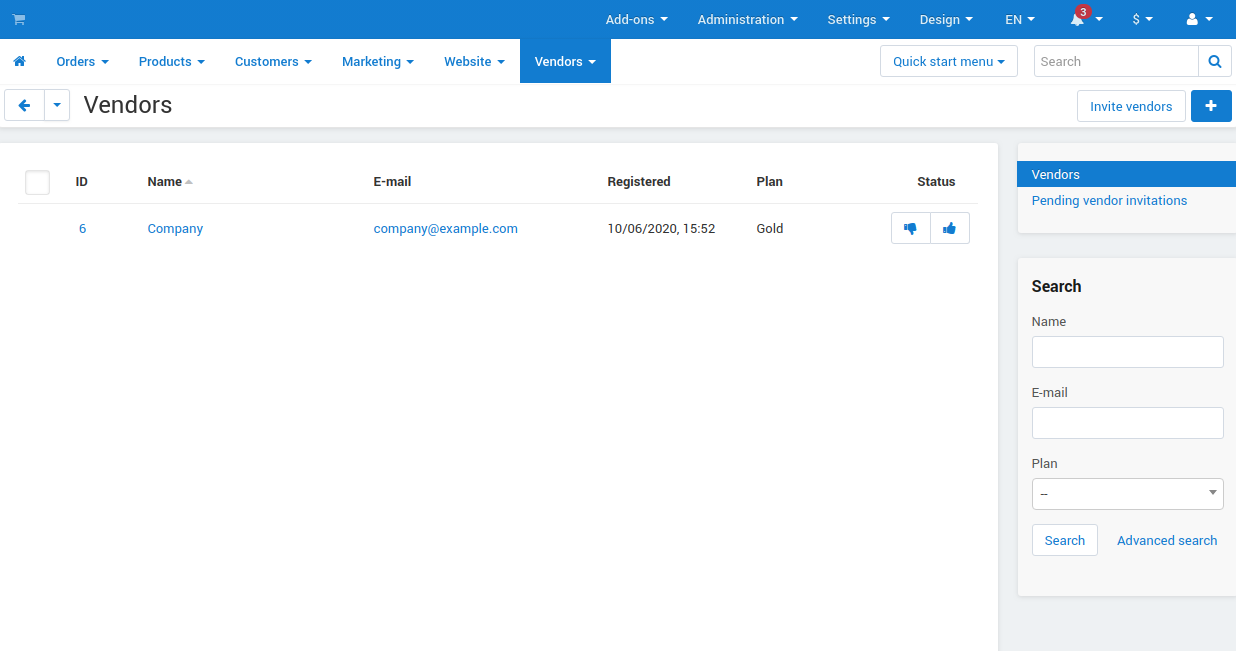 Add-ons Administration Settings Design EN 3 $
Orders Products Customers Marketing Website Vendors Quick start menu Search
Vendors Invite vendors
ID Name E-mail Registered Plan Status
6 Company company@example.com 10/06/2020, 15:52 Gold
Vendors
Pending vendor invitations
Search
Name
E-mail
Plan
--
Search Advanced search